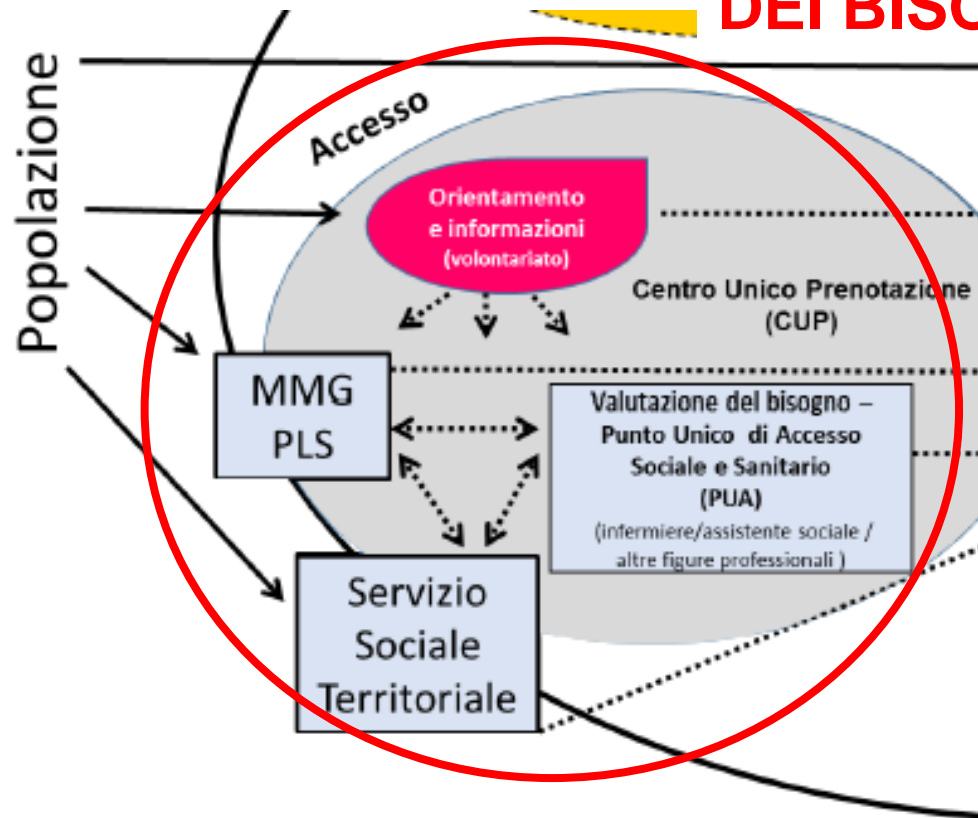 DEI BISO
Popolazione
Accesso
Orientamento
e informazioni
(volontariato)
Centro Unico Prenotazione
(CUP)
MMG
PLS
Valutazione del bisogno –
Punto Unico di Accesso
Sociale e Sanitario
(PUA)
(infermiere/assistente sociale /
altre figure professionali )
Servizio
Sociale
Territoriale